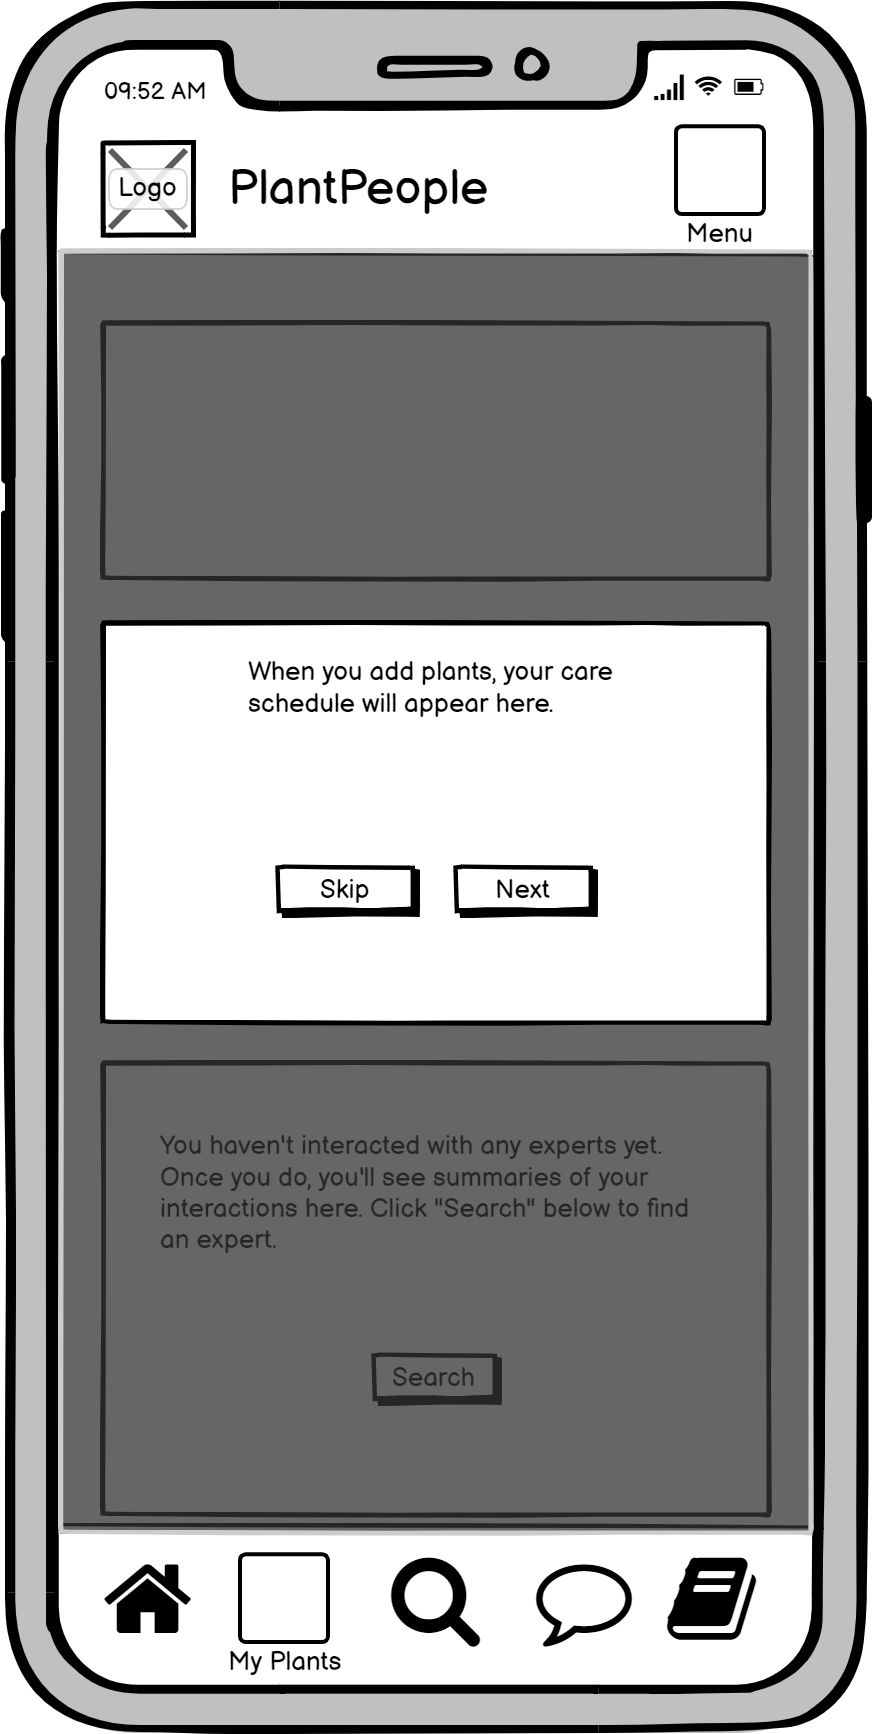 09:52 AM
Logo
PlantPeople
Menu
When you add plants, your care
schedule will appear here.
Skip
Next
You haven't interacted with any experts yet.
Once you do, you'll see summaries of your
interactions here. Click "Search" below to find
an expert.
Search
My Plants